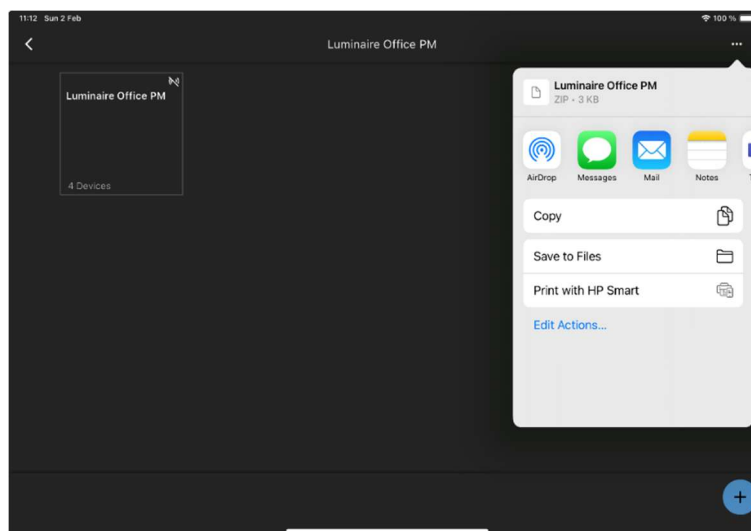 11:12 Sun 2 Feb
100 %
Luminaire Office PM
Luminaire Office PM
4 Devices
Luminaire Office PM
ZIP · 3 KB
AirDrop
Messages
Mail
Notes
Copy
Save to Files
Print with HP Smart
Edit Actions...